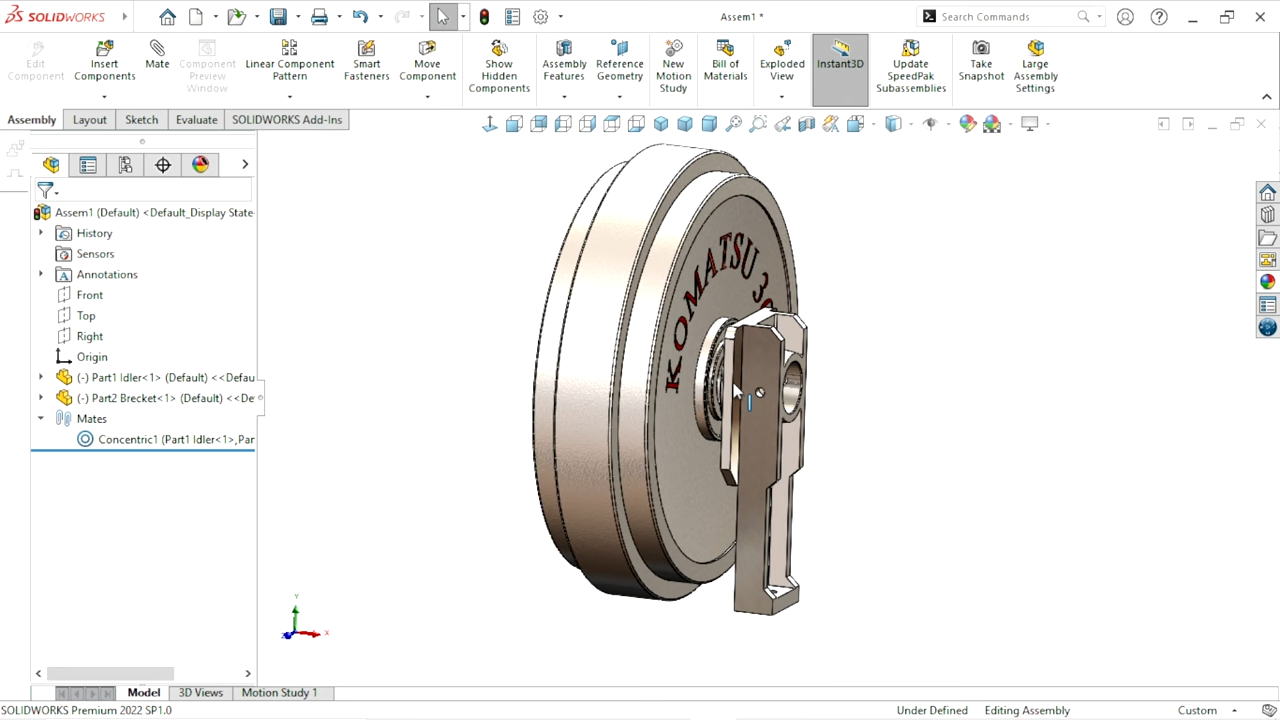 SOLIDWORKS
Assem1 *
Search Commands
Edit Component
Insert Components
Mate
Component Preview Window
Linear Component Pattern
Smart Fasteners
Move Component
Show Hidden Components
Assembly Features
Reference Geometry
New Motion Study
Bill of Materials
Exploded View
Instant3D
Update SpeedPak Subassemblies
Take Snapshot
Large Assembly Settings
Assembly
Layout
Sketch
Evaluate
SOLIDWORKS Add-Ins
Assem1 (Default) <Default_Display State
History
Sensors
Annotations
Front
Top
Right
Origin
(-) Part1 Idler<1> (Default) <<Defau
(-) Part2 Brecket<1> (Default) <<De
Mates
Concentric1 (Part1 Idler<1>,Par
KOMATSU
Y
X
Z
Model
3D Views
Motion Study 1
SOLIDWORKS Premium 2022 SP1.0
Under Defined
Editing Assembly
Custom